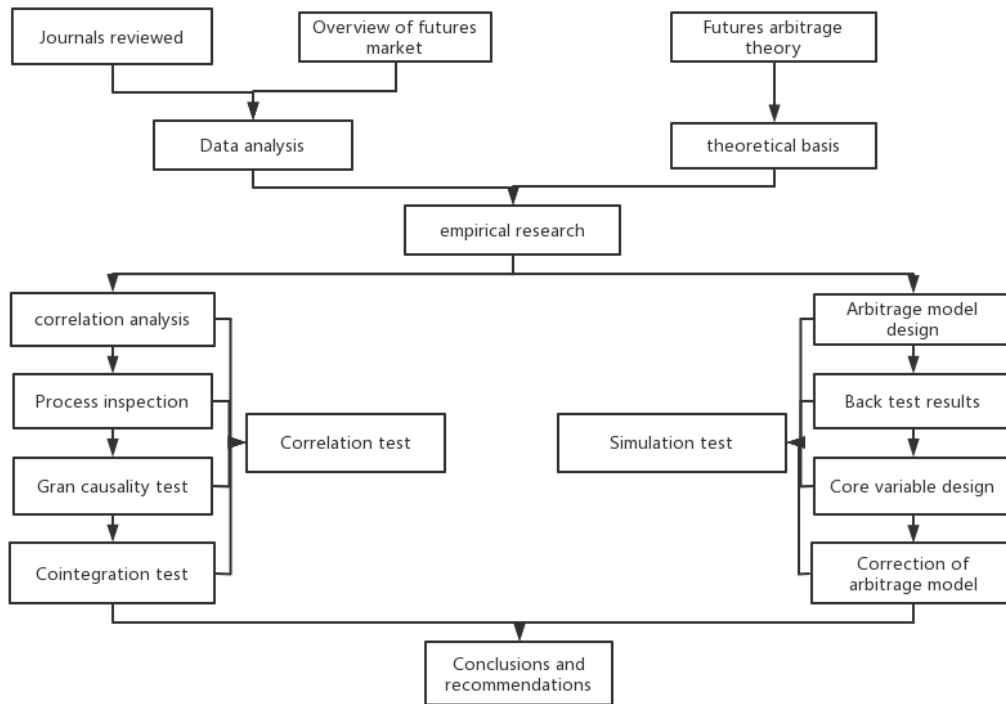 Journals reviewed
Overview of futures
market
Futures arbitrage
theory
Data analysis
theoretical basis
empirical research
correlation analysis
Arbitrage model
design
Process inspection
Back test results
Correlation test
Simulation test
Gran causality test
Core variable design
Cointegration test
Correction of
arbitrage model
Conclusions and
recommendations